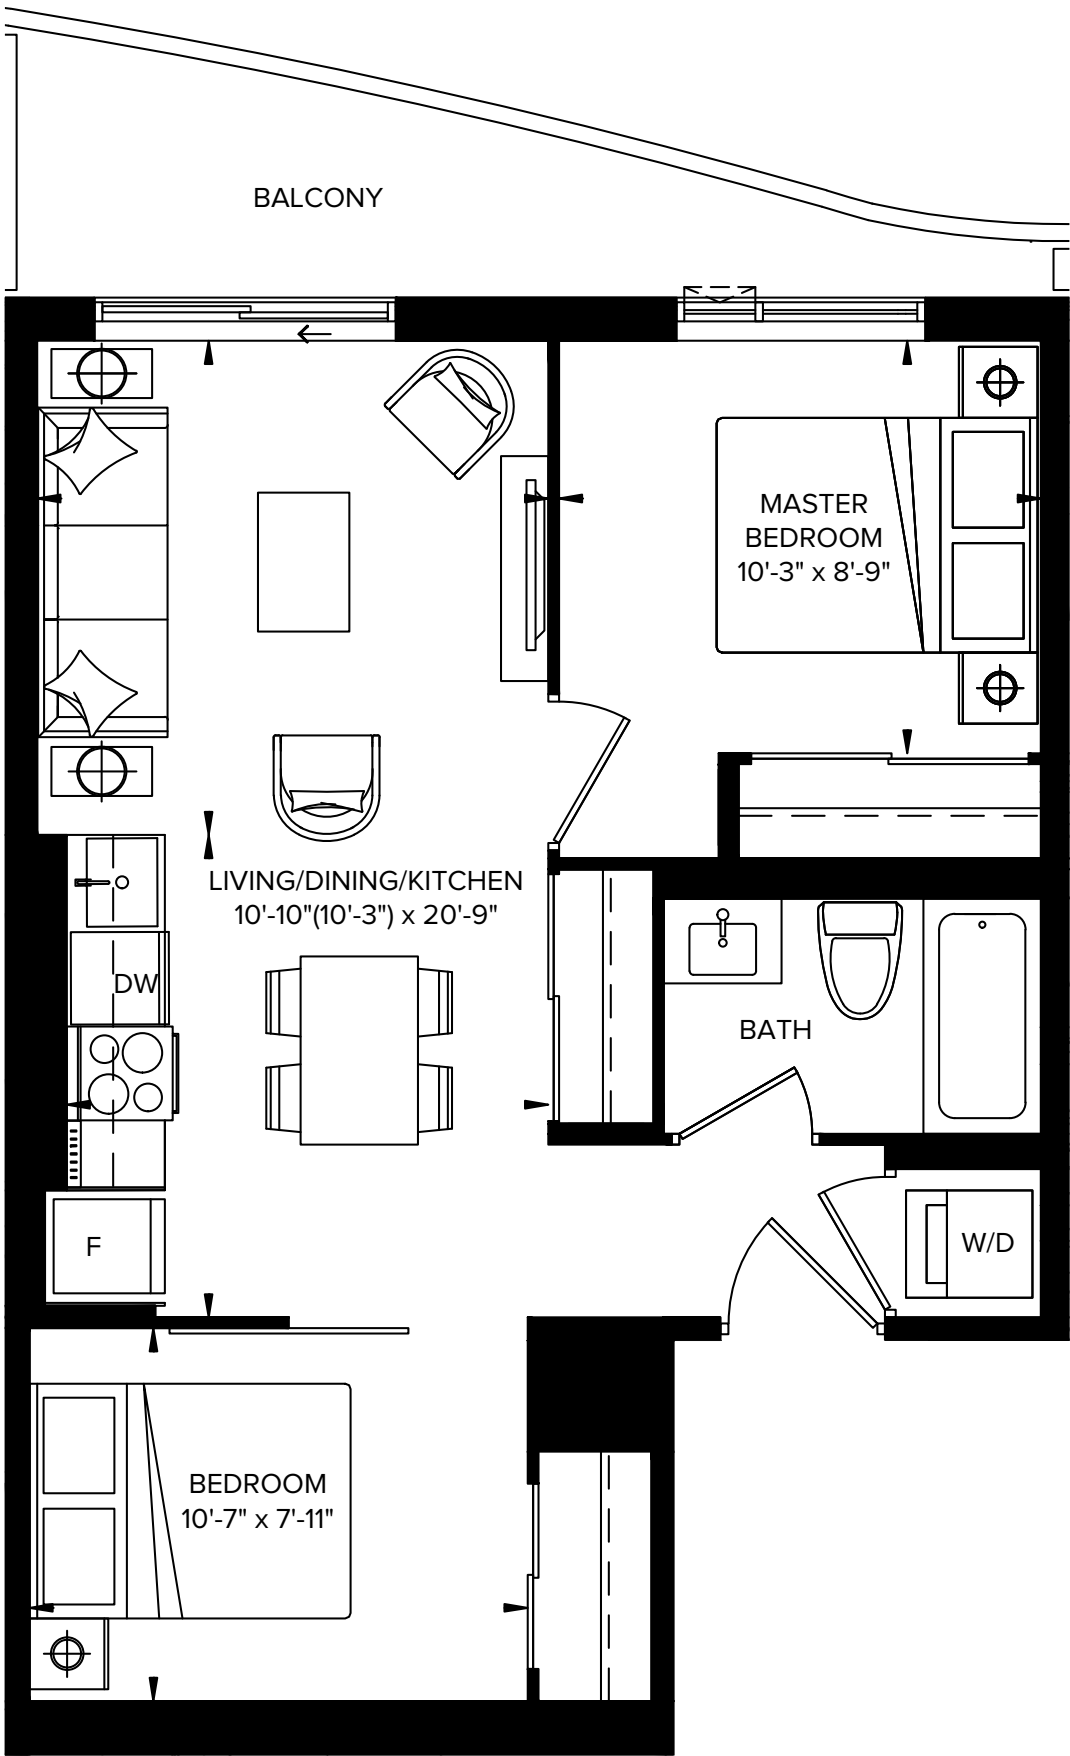 BALCONY
MASTER
BEDROOM
10'-3" x 8'-9"
LIVING/DINING/KITCHEN
10'-10"(10'-3") x 20'-9"
DW
BATH
F
W/D
BEDROOM
10'-7" x 7'-11"